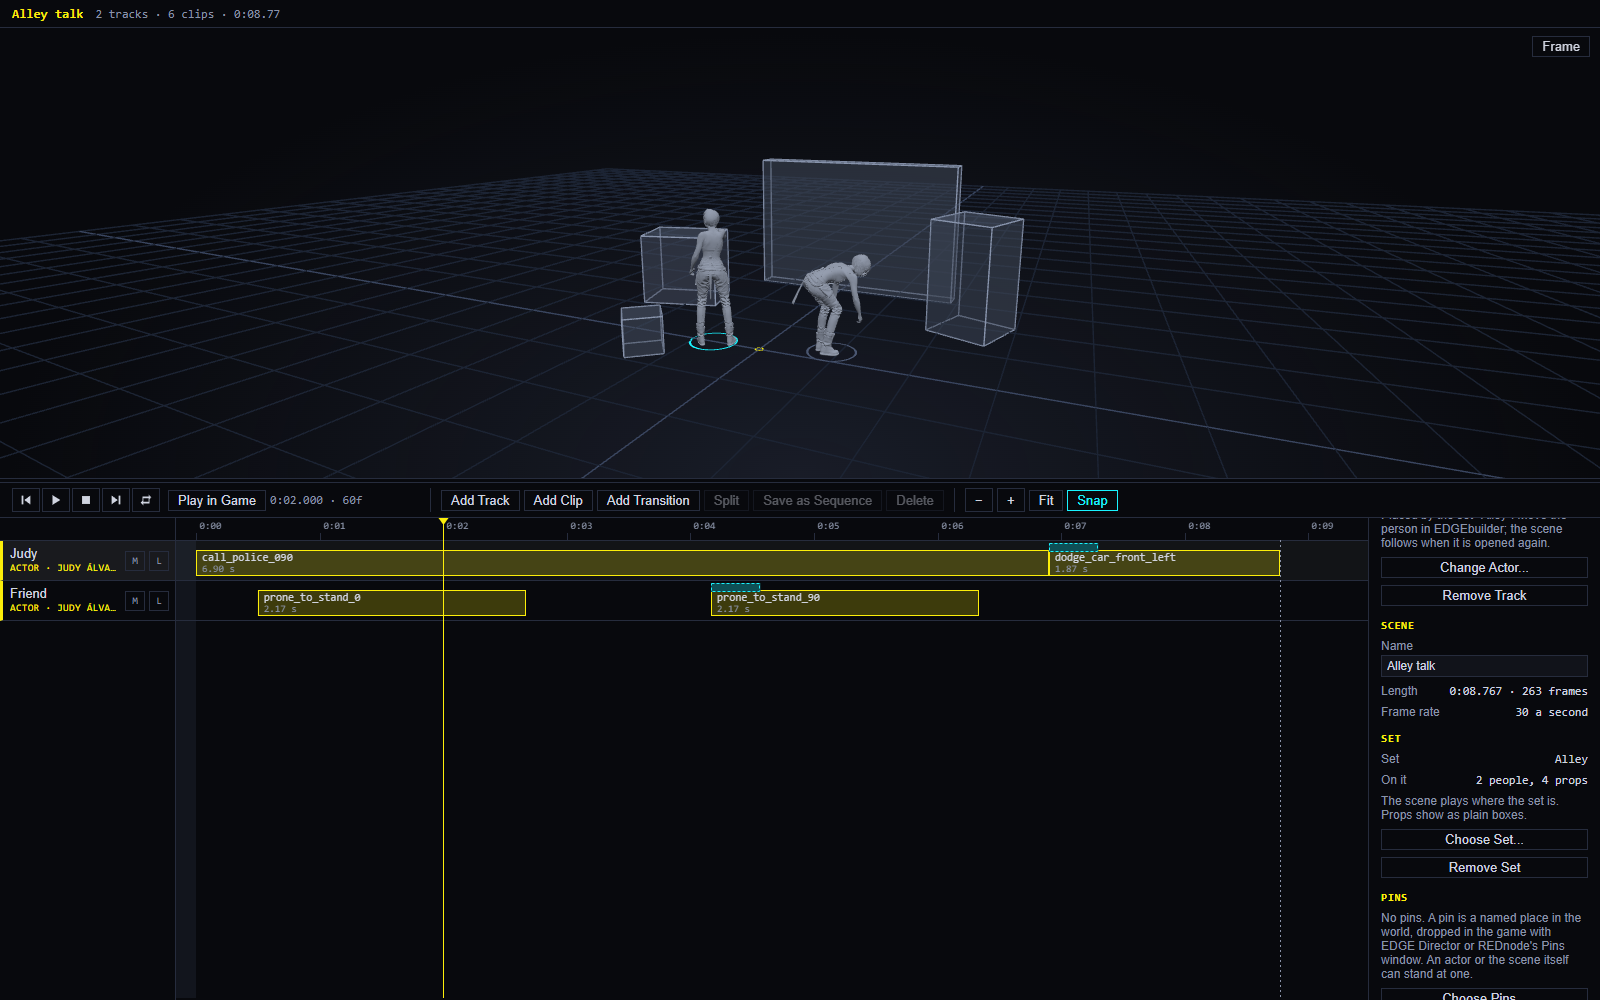 Alley talk 2 tracks · 6 clips · 0:08.77
Frame
Play in Game 0:02.000 · 60f
Add Track Add Clip Add Transition Split Save as Sequence Delete − + Fit Snap
0:00 0:01 0:02 0:03 0:04 0:05 0:06 0:07 0:08 0:09
Judy
ACTOR · JUDY ÁLVA…
M L
call_police_090
6.90 s
dodge_car_front_left
1.87 s
Friend
ACTOR · JUDY ÁLVA…
M L
prone_to_stand_0
2.17 s
prone_to_stand_90
2.17 s
person in EDGEbuilder; the scene
follows when it is opened again.
Change Actor...
Remove Track
SCENE
Name
Alley talk
Length 0:08.767 · 263 frames
Frame rate 30 a second
SET
Set Alley
On it 2 people, 4 props
The scene plays where the set is.
Props show as plain boxes.
Choose Set...
Remove Set
PINS
No pins. A pin is a named place in the
world, dropped in the game with
EDGE Director or REDnode's Pins
window. An actor or the scene itself
can stand at one.
Choose Pins